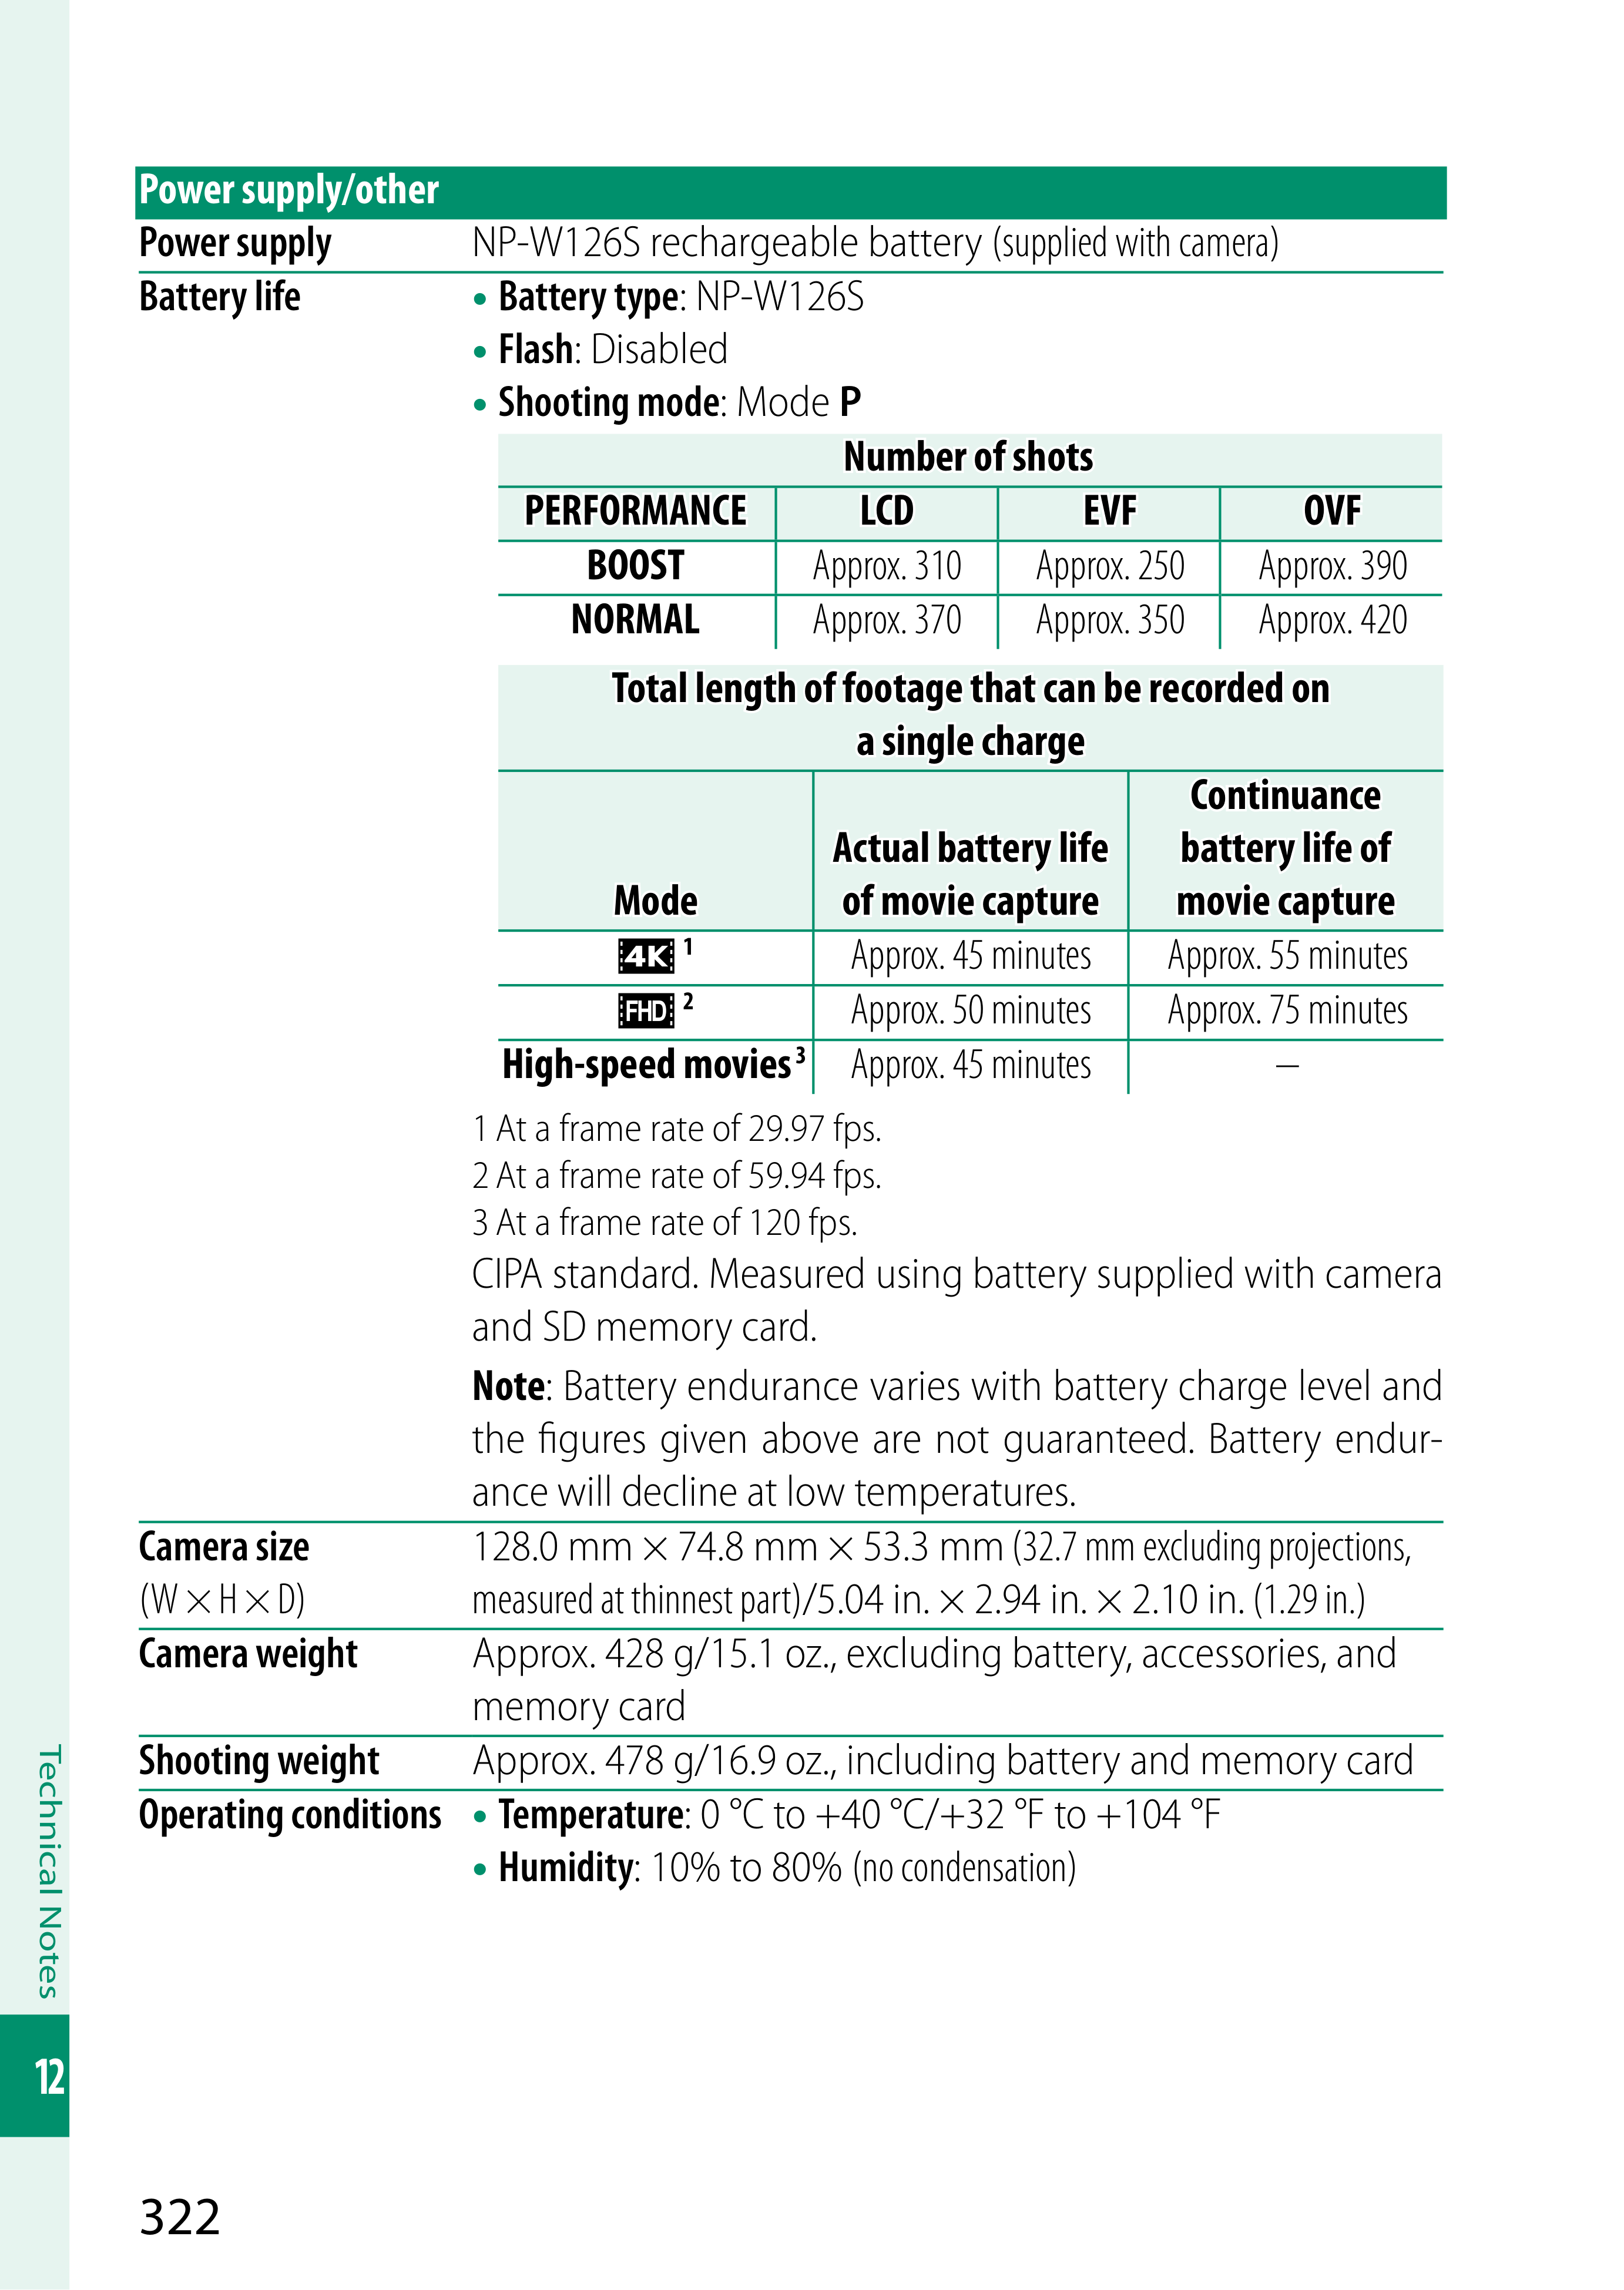 Power supply/other
Power supply NP-W126S rechargeable battery (supplied with camera)
Battery life • Battery type: NP-W126S
• Flash: Disabled
• Shooting mode: Mode P
Number of shots
PERFORMANCE LCD EVF OVF
BOOST Approx. 310 Approx. 250 Approx. 390
NORMAL Approx. 370 Approx. 350 Approx. 420
Total length of footage that can be recorded on
a single charge
Mode Actual battery life of movie capture Continuance battery life of movie capture
4K 1 Approx. 45 minutes Approx. 55 minutes
FHD 2 Approx. 50 minutes Approx. 75 minutes
High-speed movies 3 Approx. 45 minutes –
1 At a frame rate of 29.97 fps.
2 At a frame rate of 59.94 fps.
3 At a frame rate of 120 fps.
CIPA standard. Measured using battery supplied with camera
and SD memory card.
Note: Battery endurance varies with battery charge level and
the figures given above are not guaranteed. Battery endur-
ance will decline at low temperatures.
Camera size 128.0 mm × 74.8 mm × 53.3 mm (32.7 mm excluding projections,
(W × H × D) measured at thinnest part)/5.04 in. × 2.94 in. × 2.10 in. (1.29 in.)
Camera weight Approx. 428 g/15.1 oz., excluding battery, accessories, and
memory card
Shooting weight Approx. 478 g/16.9 oz., including battery and memory card
Operating conditions • Temperature: 0 °C to +40 °C/+32 °F to +104 °F
• Humidity: 10% to 80% (no condensation)
Technical Notes
12
322